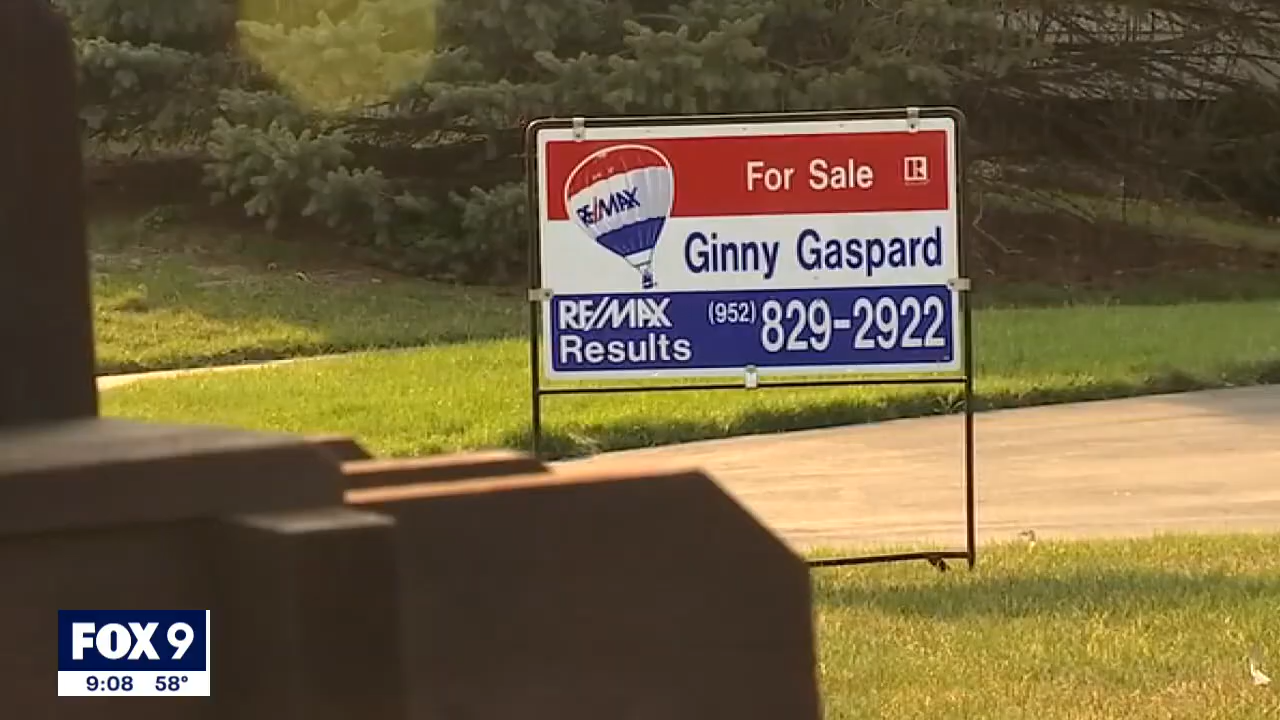 For Sale R
RE/MAX
Ginny Gaspard
RE/MAX (952) 829-2922
Results
FOX 9
9:08 58°